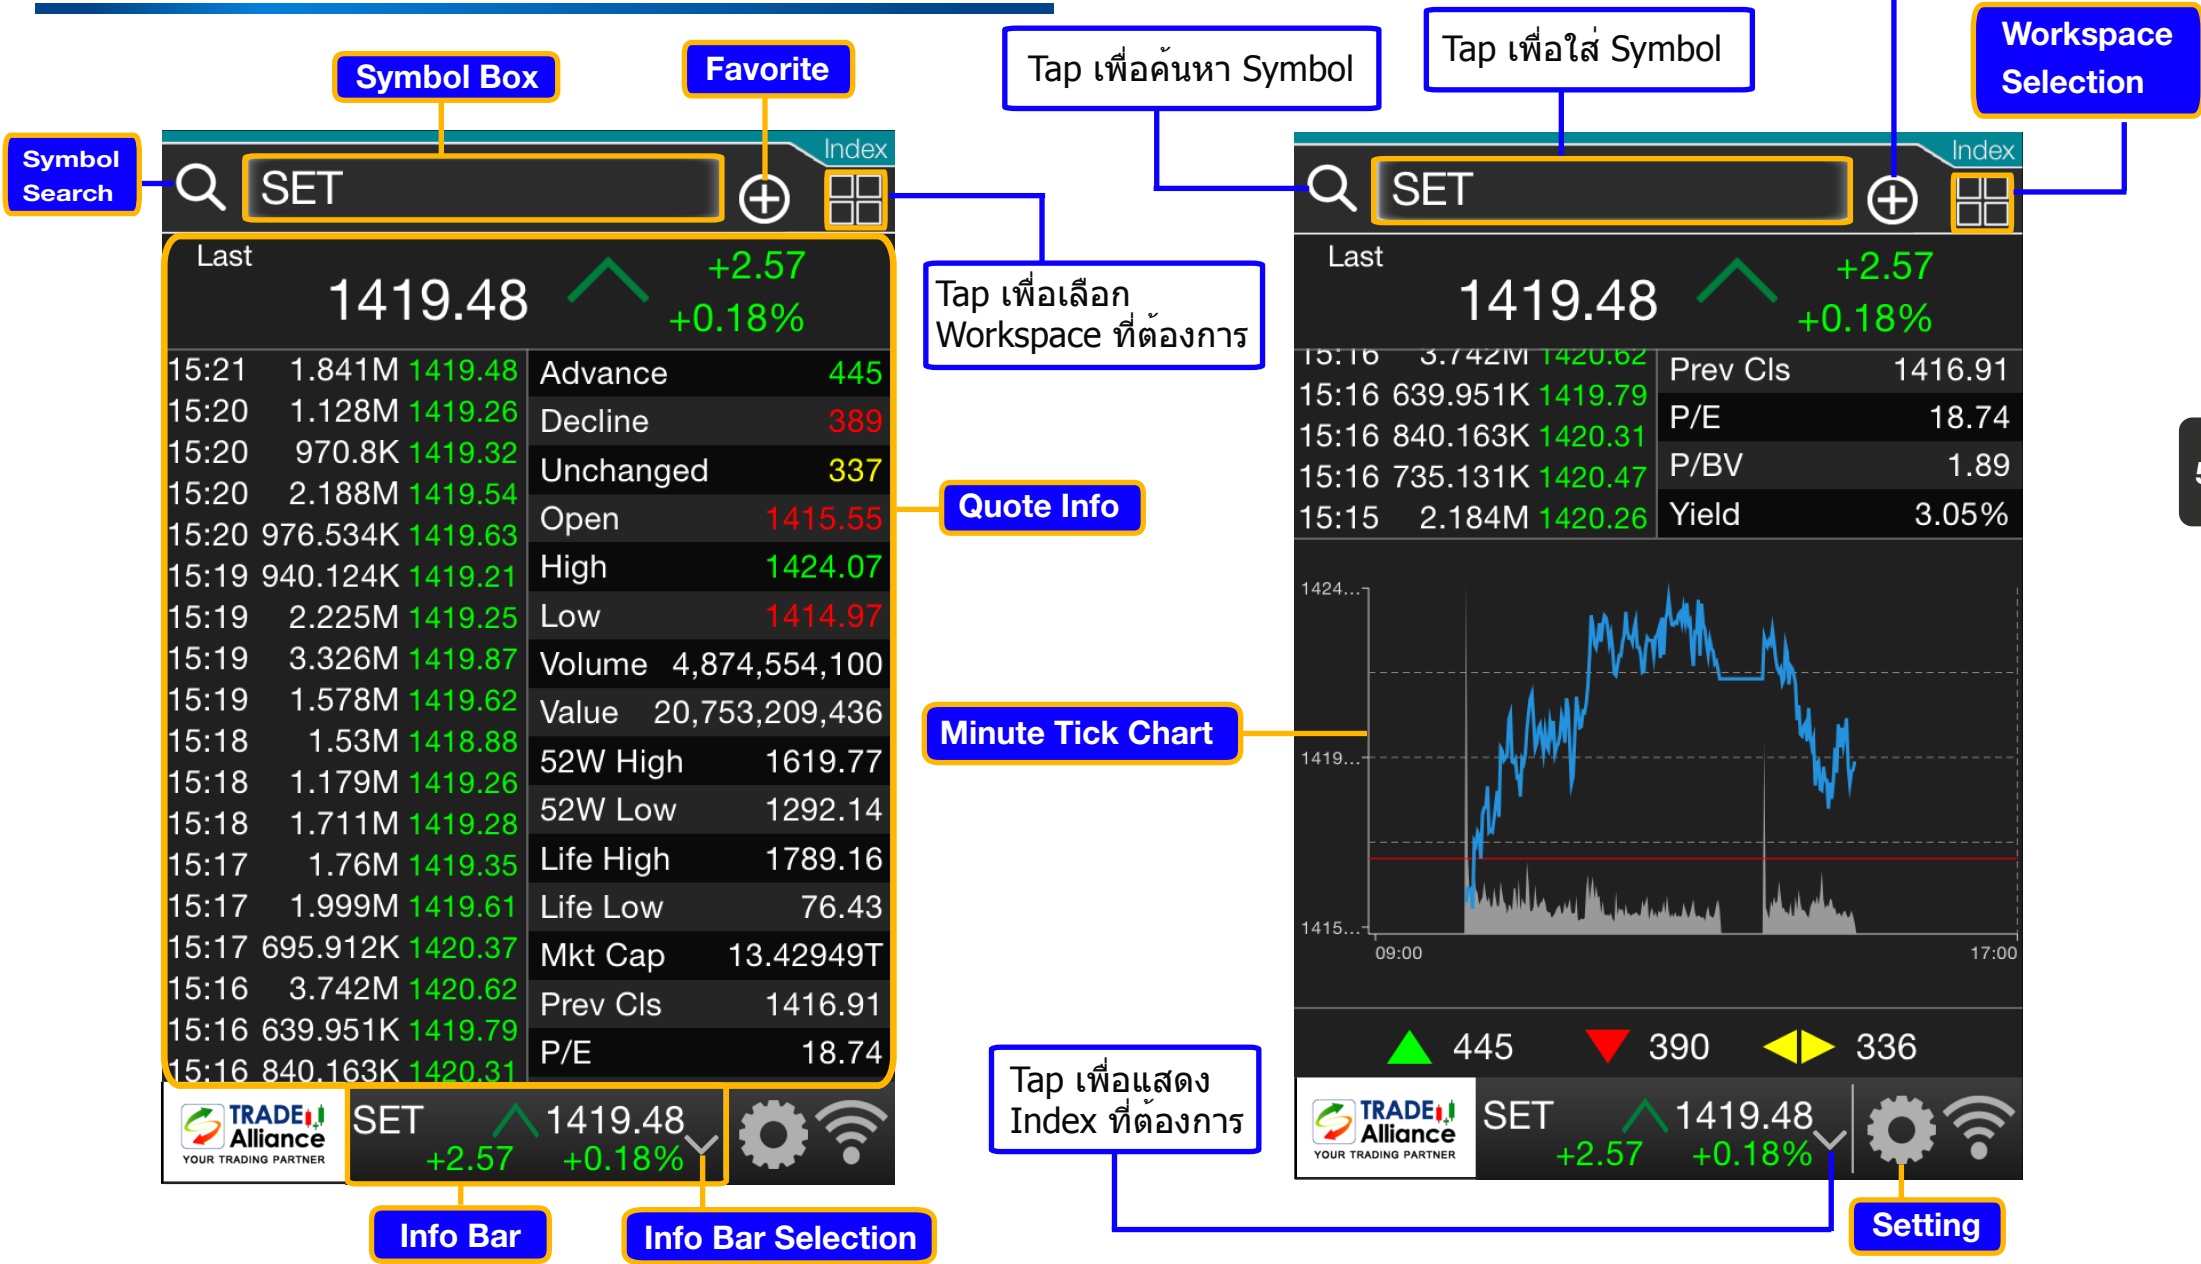 Workspace
Selection
Tap เพื่อใส่ Symbol
Tap เพื่อค้นหา Symbol
Favorite
Symbol Box
Symbol
Search
Index
SET
Last
1419.48
+2.57
+0.18%
15:21 1.841M 1419.48
15:20 1.128M 1419.26
15:20 970.8K 1419.32
15:20 2.188M 1419.54
15:20 976.534K 1419.63
15:19 940.124K 1419.21
15:19 2.225M 1419.25
15:19 3.326M 1419.87
15:19 1.578M 1419.62
15:18 1.53M 1418.88
15:18 1.179M 1419.26
15:18 1.711M 1419.28
15:17 1.76M 1419.35
15:17 1.999M 1419.61
15:17 695.912K 1420.37
15:16 3.742M 1420.62
15:16 639.951K 1419.79
15:16 840.163K 1420.31
Advance 445
Decline 389
Unchanged 337
Open 1415.55
High 1424.07
Low 1414.97
Volume 4,874,554,100
Value 20,753,209,436
52W High 1619.77
52W Low 1292.14
Life High 1789.16
Life Low 76.43
Mkt Cap 13.42949T
Prev Cls 1416.91
P/E 18.74
TRADE
Alliance
YOUR TRADING PARTNER
SET 1419.48
+2.57 +0.18%
Info Bar
Info Bar Selection
Tap เพื่อเลือก
Workspace ที่ต้องการ
Quote Info
Minute Tick Chart
Tap เพื่อแสดง
Index ที่ต้องการ
Index
SET
Last
1419.48
+2.57
+0.18%
15:16 3.742M 1420.62
15:16 639.951K 1419.79
15:16 840.163K 1420.31
15:16 735.131K 1420.47
15:15 2.184M 1420.26
Prev Cls 1416.91
P/E 18.74
P/BV 1.89
Yield 3.05%
1424...
1419...
1415...
09:00 17:00
445 390 336
TRADE
Alliance
YOUR TRADING PARTNER
SET 1419.48
+2.57 +0.18%
Setting